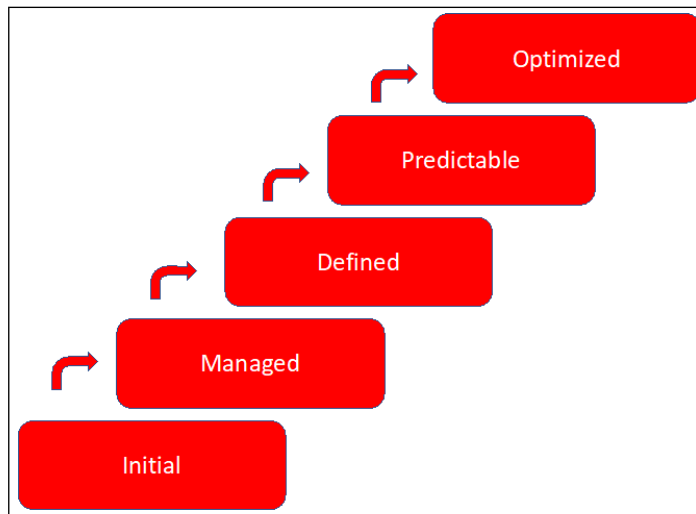 Optimized
Predictable
Defined
Managed
Initial